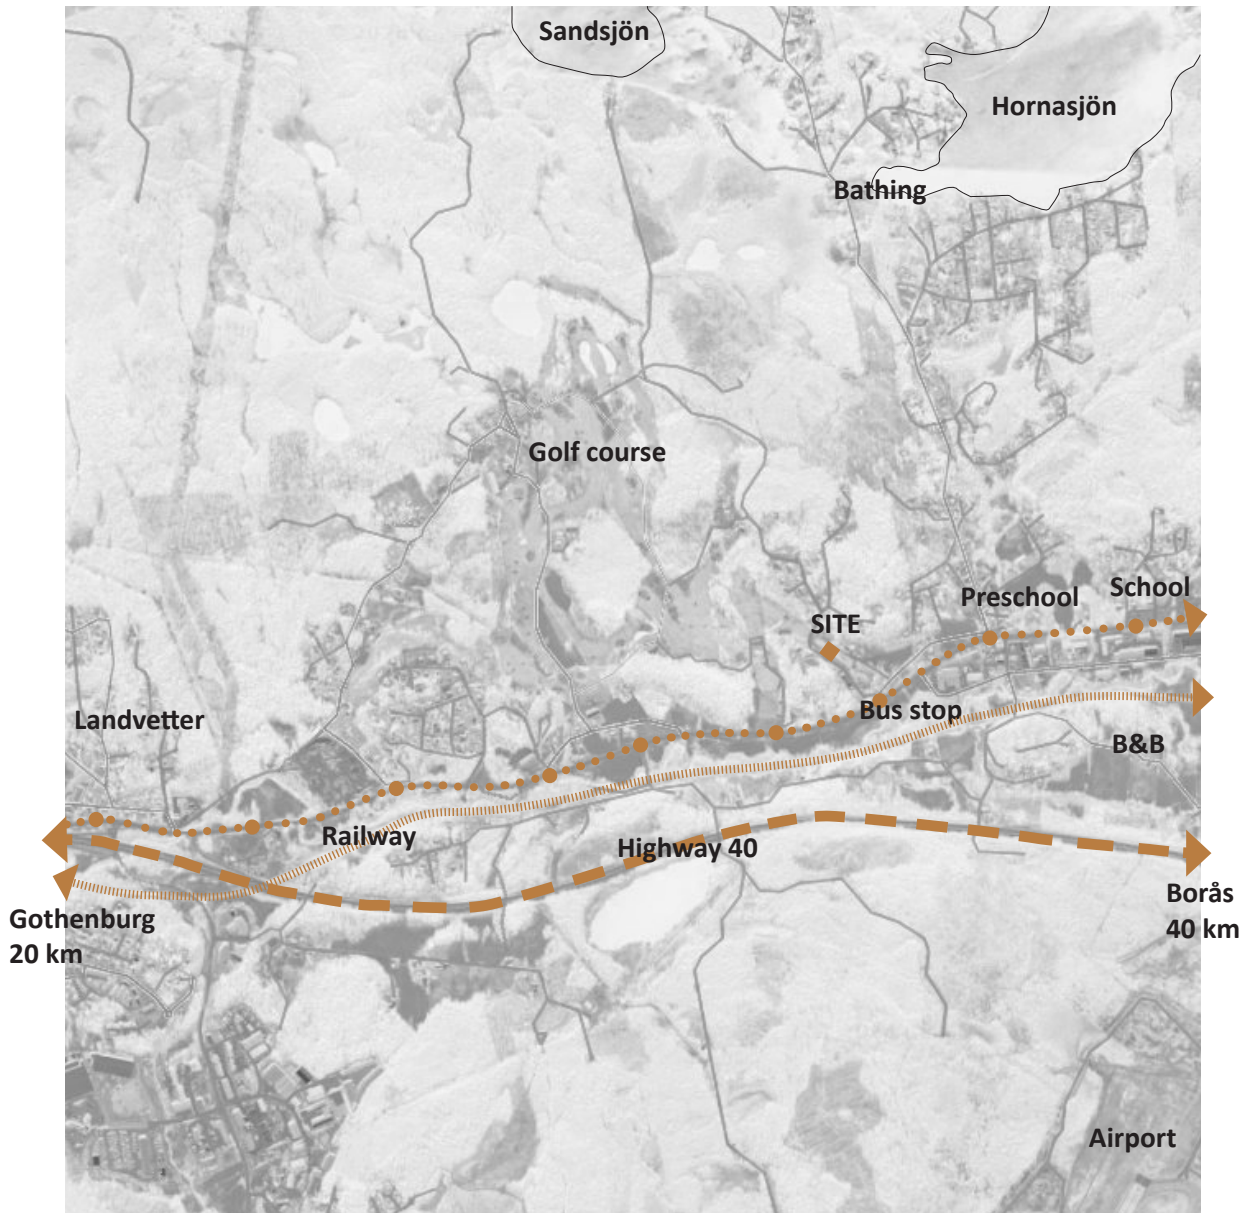 Sandsjön
Hornasjön
Bathing
Golf course
School
Preschool
SITE
Bus stop
Landvetter
B&B
Railway
Highway 40
Gothenburg
20 km
Borås
40 km
Airport